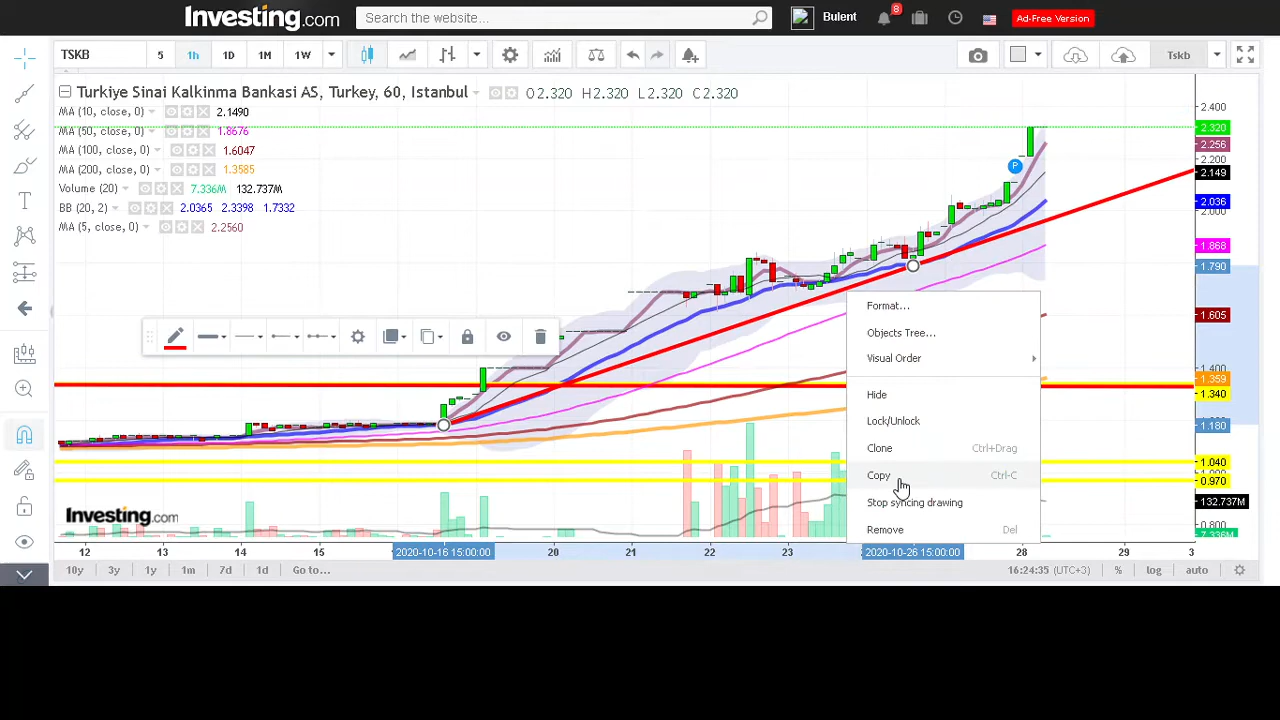 Investing.com Search the website... Bulent 8 Ad-Free Version
TSKB 5 1h 1D 1M 1W Tskb
Turkiye Sinai Kalkinma Bankasi AS, Turkey, 60, Istanbul O 2.320 H 2.320 L 2.320 C 2.320
MA (10, close, 0) 2.1490
MA (50, close, 0) 1.8676
MA (100, close, 0) 1.6047
MA (200, close, 0) 1.3585
Volume (20) 7.336M 132.737M
BB (20, 2) 2.0365 2.3398 1.7332
MA (5, close, 0) 2.2560
P
2.400
2.320
2.256
2.200
2.149
2.036
2.000
1.868
1.790
1.605
1.400
1.359
1.340
1.180
1.040
0.970
132.737M
0.800
7.336M
Format...
Objects Tree...
Visual Order
Hide
Lock/Unlock
Clone Ctrl+Drag
Copy Ctrl-C
Stop syncing drawing
Remove Del
Investing.com
12 13 14 15 2020-10-16 15:00:00 20 21 22 23 2020-10-26 15:00:00 28 29 3
10y 3y 1y 1m 7d 1d Go to... 16:24:35 (UTC+3) % log auto